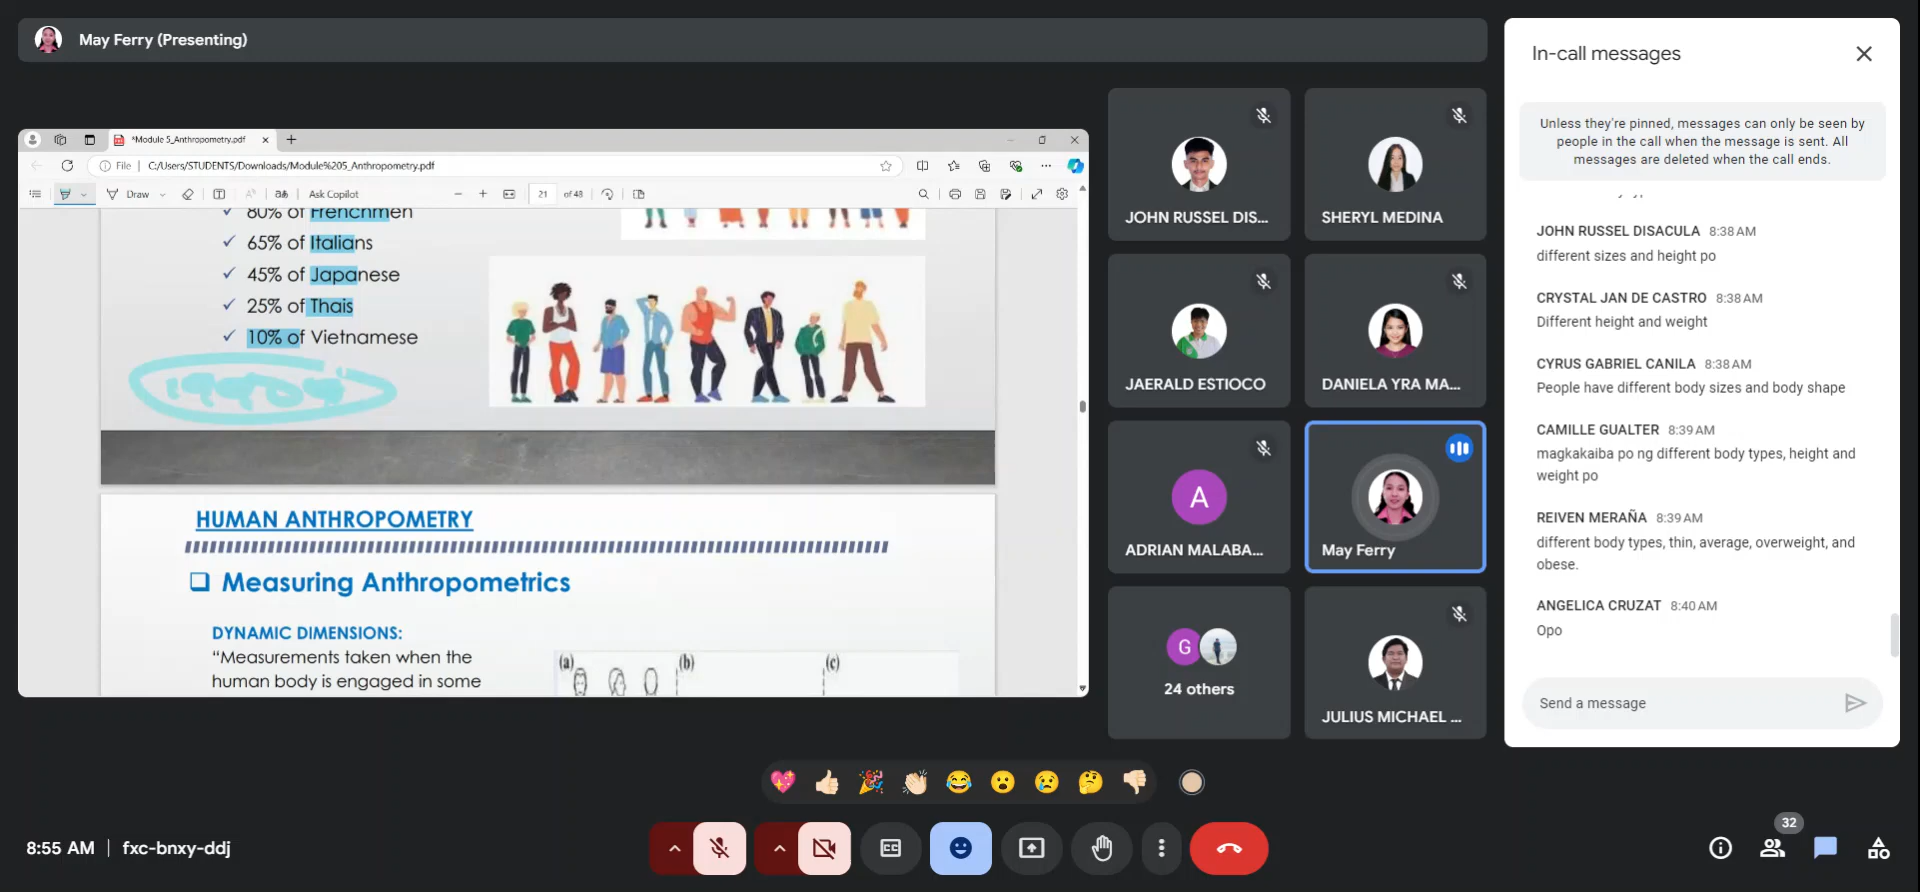 May Ferry (Presenting)
*Module 5_Anthropometry.pdf
File | C:/Users/STUDENTS/Downloads/Module%205_Anthropometry.pdf
Draw
Ask Copilot
21 of 48
80% of Frenchmen
65% of Italians
45% of Japanese
25% of Thais
10% of Vietnamese
HUMAN ANTHROPOMETRY
Measuring Anthropometrics
DYNAMIC DIMENSIONS:
“Measurements taken when the
human body is engaged in some
(a) (b) (c)
JOHN RUSSEL DIS...
SHERYL MEDINA
JAERALD ESTIOCO
DANIELA YRA MA...
A
ADRIAN MALABA...
May Ferry
G
24 others
JULIUS MICHAEL ...
In-call messages
Unless they're pinned, messages can only be seen by
people in the call when the message is sent. All
messages are deleted when the call ends.
JOHN RUSSEL DISACULA 8:38 AM
different sizes and height po
CRYSTAL JAN DE CASTRO 8:38 AM
Different height and weight
CYRUS GABRIEL CANILA 8:38 AM
People have different body sizes and body shape
CAMILLE GUALTER 8:39 AM
magkakaiba po ng different body types, height and
weight po
REIVEN MERAÑA 8:39 AM
different body types, thin, average, overweight, and
obese.
ANGELICA CRUZAT 8:40 AM
Opo
Send a message
8:55 AM | fxc-bnxy-ddj
32